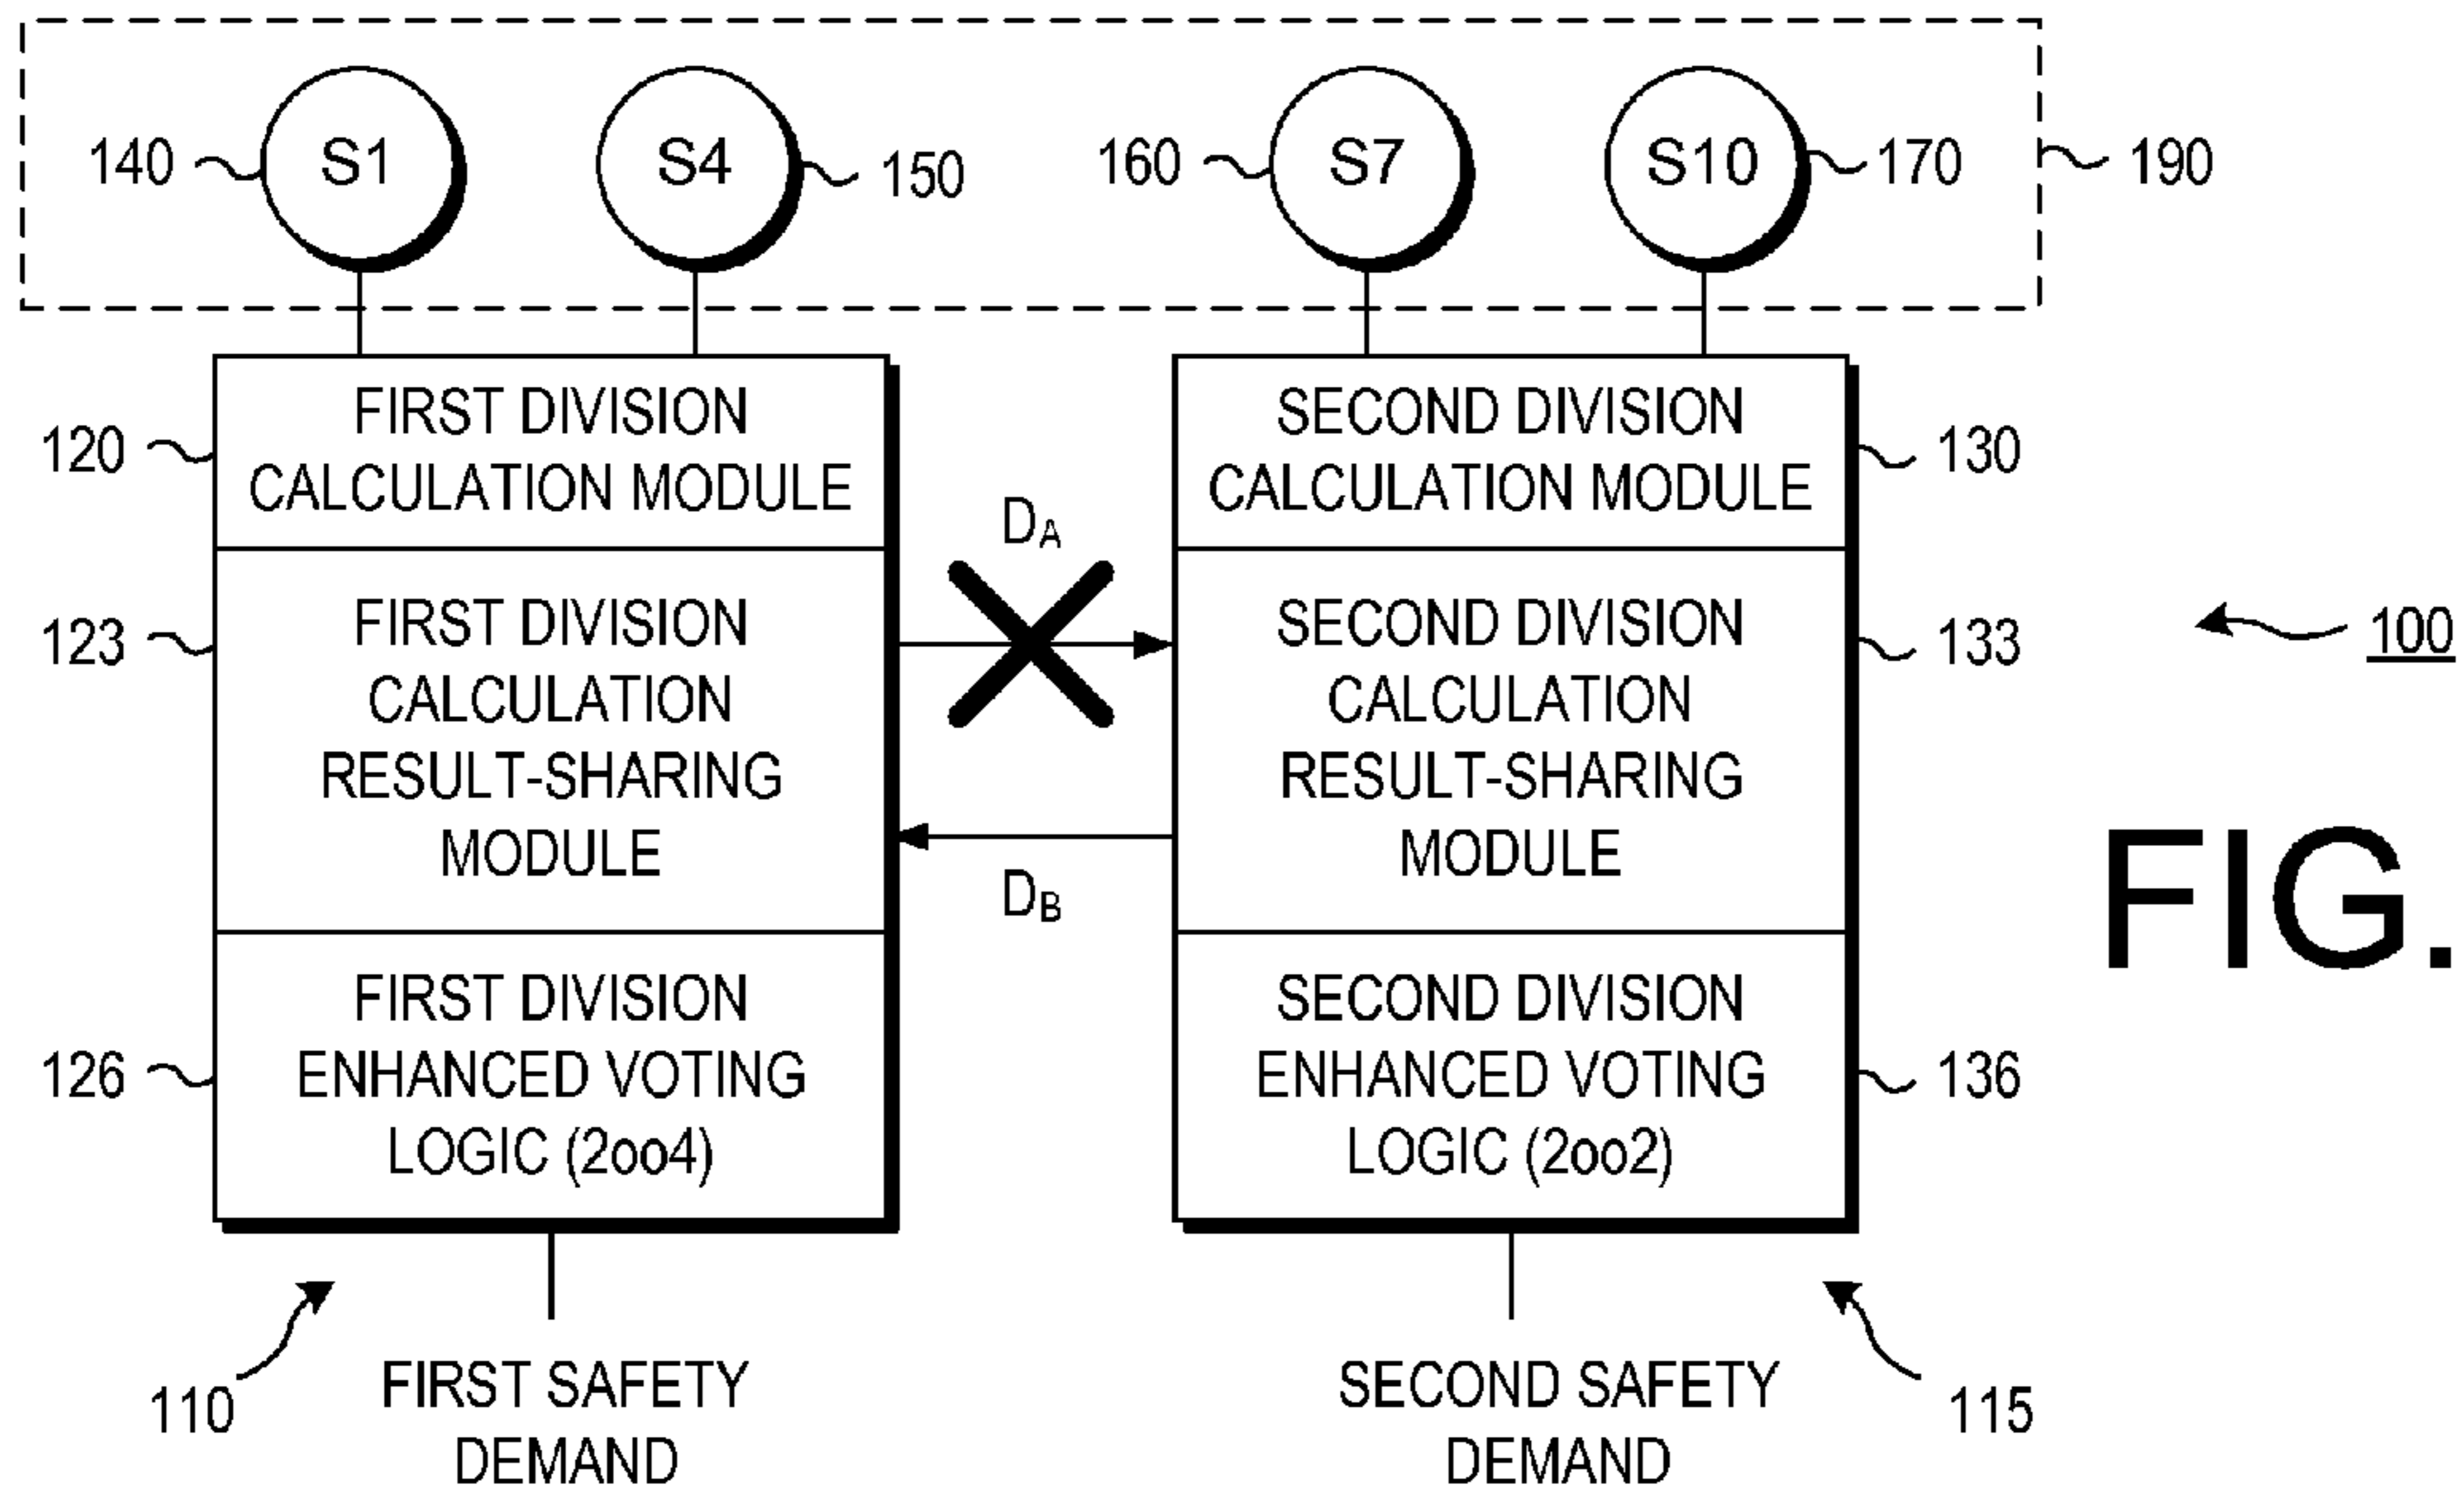 140
S1
S4
150
160
S7
S10
170
190
120
FIRST DIVISION
CALCULATION MODULE
SECOND DIVISION
CALCULATION MODULE
130
D_A
123
FIRST DIVISION
CALCULATION
RESULT-SHARING
MODULE
SECOND DIVISION
CALCULATION
RESULT-SHARING
MODULE
133
100
D_B
FIG.
126
FIRST DIVISION
ENHANCED VOTING
LOGIC (2oo4)
SECOND DIVISION
ENHANCED VOTING
LOGIC (2oo2)
136
110
FIRST SAFETY
DEMAND
SECOND SAFETY
DEMAND
115